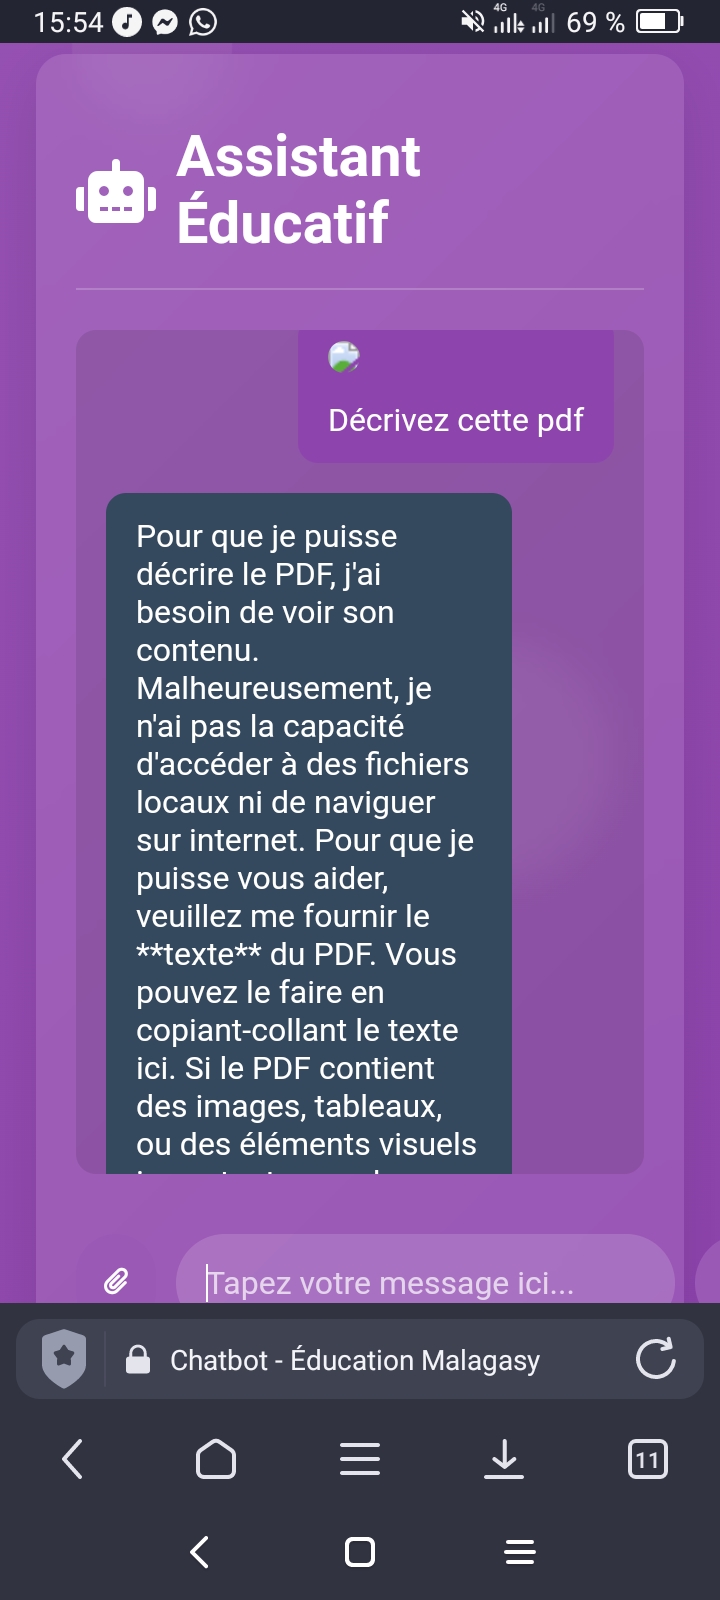 15:54
4G 4G 69 %
Assistant
Éducatif
Décrivez cette pdf
Pour que je puisse
décrire le PDF, j'ai
besoin de voir son
contenu.
Malheureusement, je
n'ai pas la capacité
d'accéder à des fichiers
locaux ni de naviguer
sur internet. Pour que je
puisse vous aider,
veuillez me fournir le
**texte** du PDF. Vous
pouvez le faire en
copiant-collant le texte
ici. Si le PDF contient
des images, tableaux,
ou des éléments visuels
Tapez votre message ici...
Chatbot - Éducation Malagasy
11